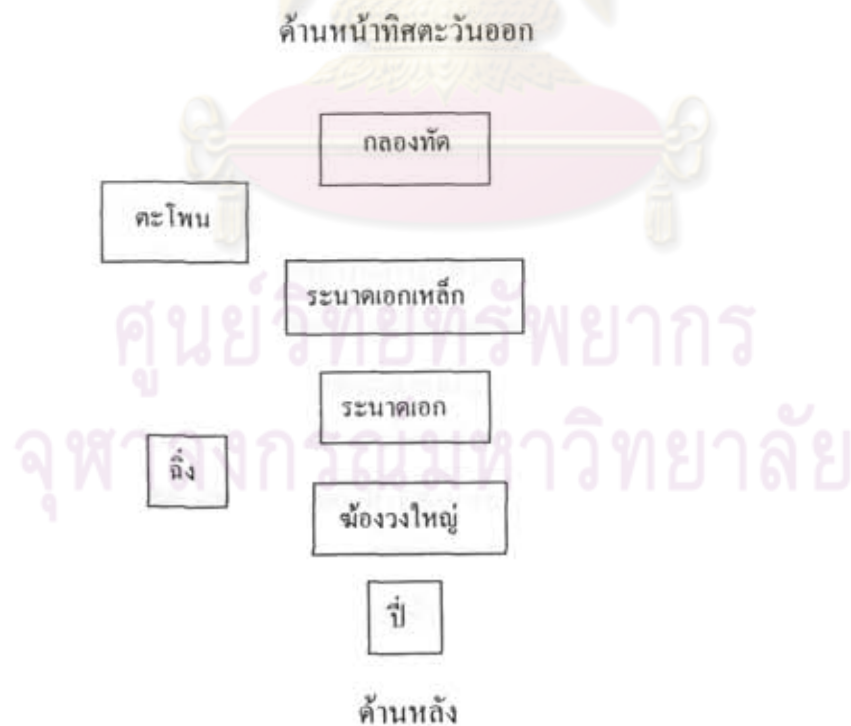 ด้านหน้าทิศตะวันออก
กลองทัด
ตะโพน
ระนาดเอกเหล็ก
ศูนย์วิทยทรัพยากร
ระนาดเอก
จุฬาลงกรณ์มหาวิทยาลัย
ฉิ่ง
ฆ้องวงใหญ่
ปี่
ด้านหลัง